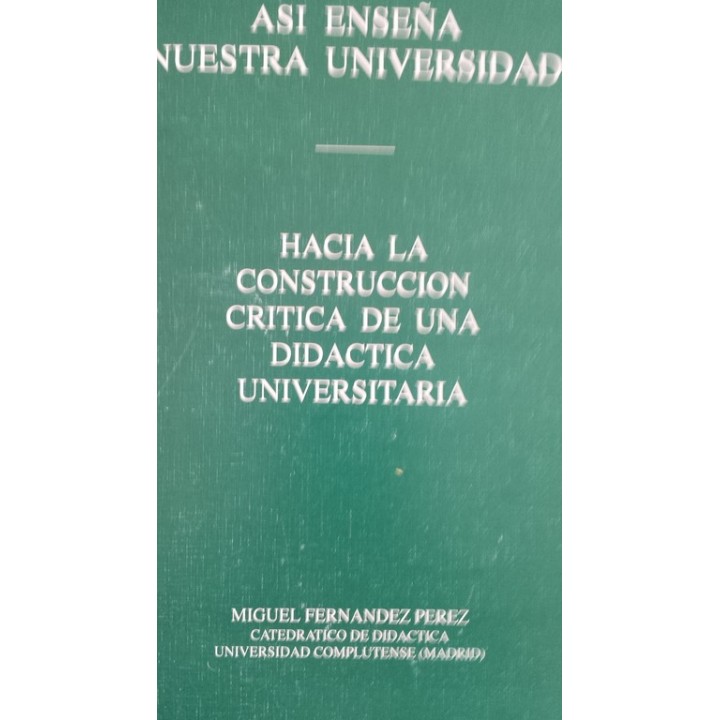 ASI ENSEÑA
NUESTRA UNIVERSIDAD
HACIA LA
CONSTRUCCION
CRITICA DE UNA
DIDACTICA
UNIVERSITARIA
MIGUEL FERNANDEZ PEREZ
CATEDRATICO DE DIDACTICA
UNIVERSIDAD COMPLUTENSE (MADRID)